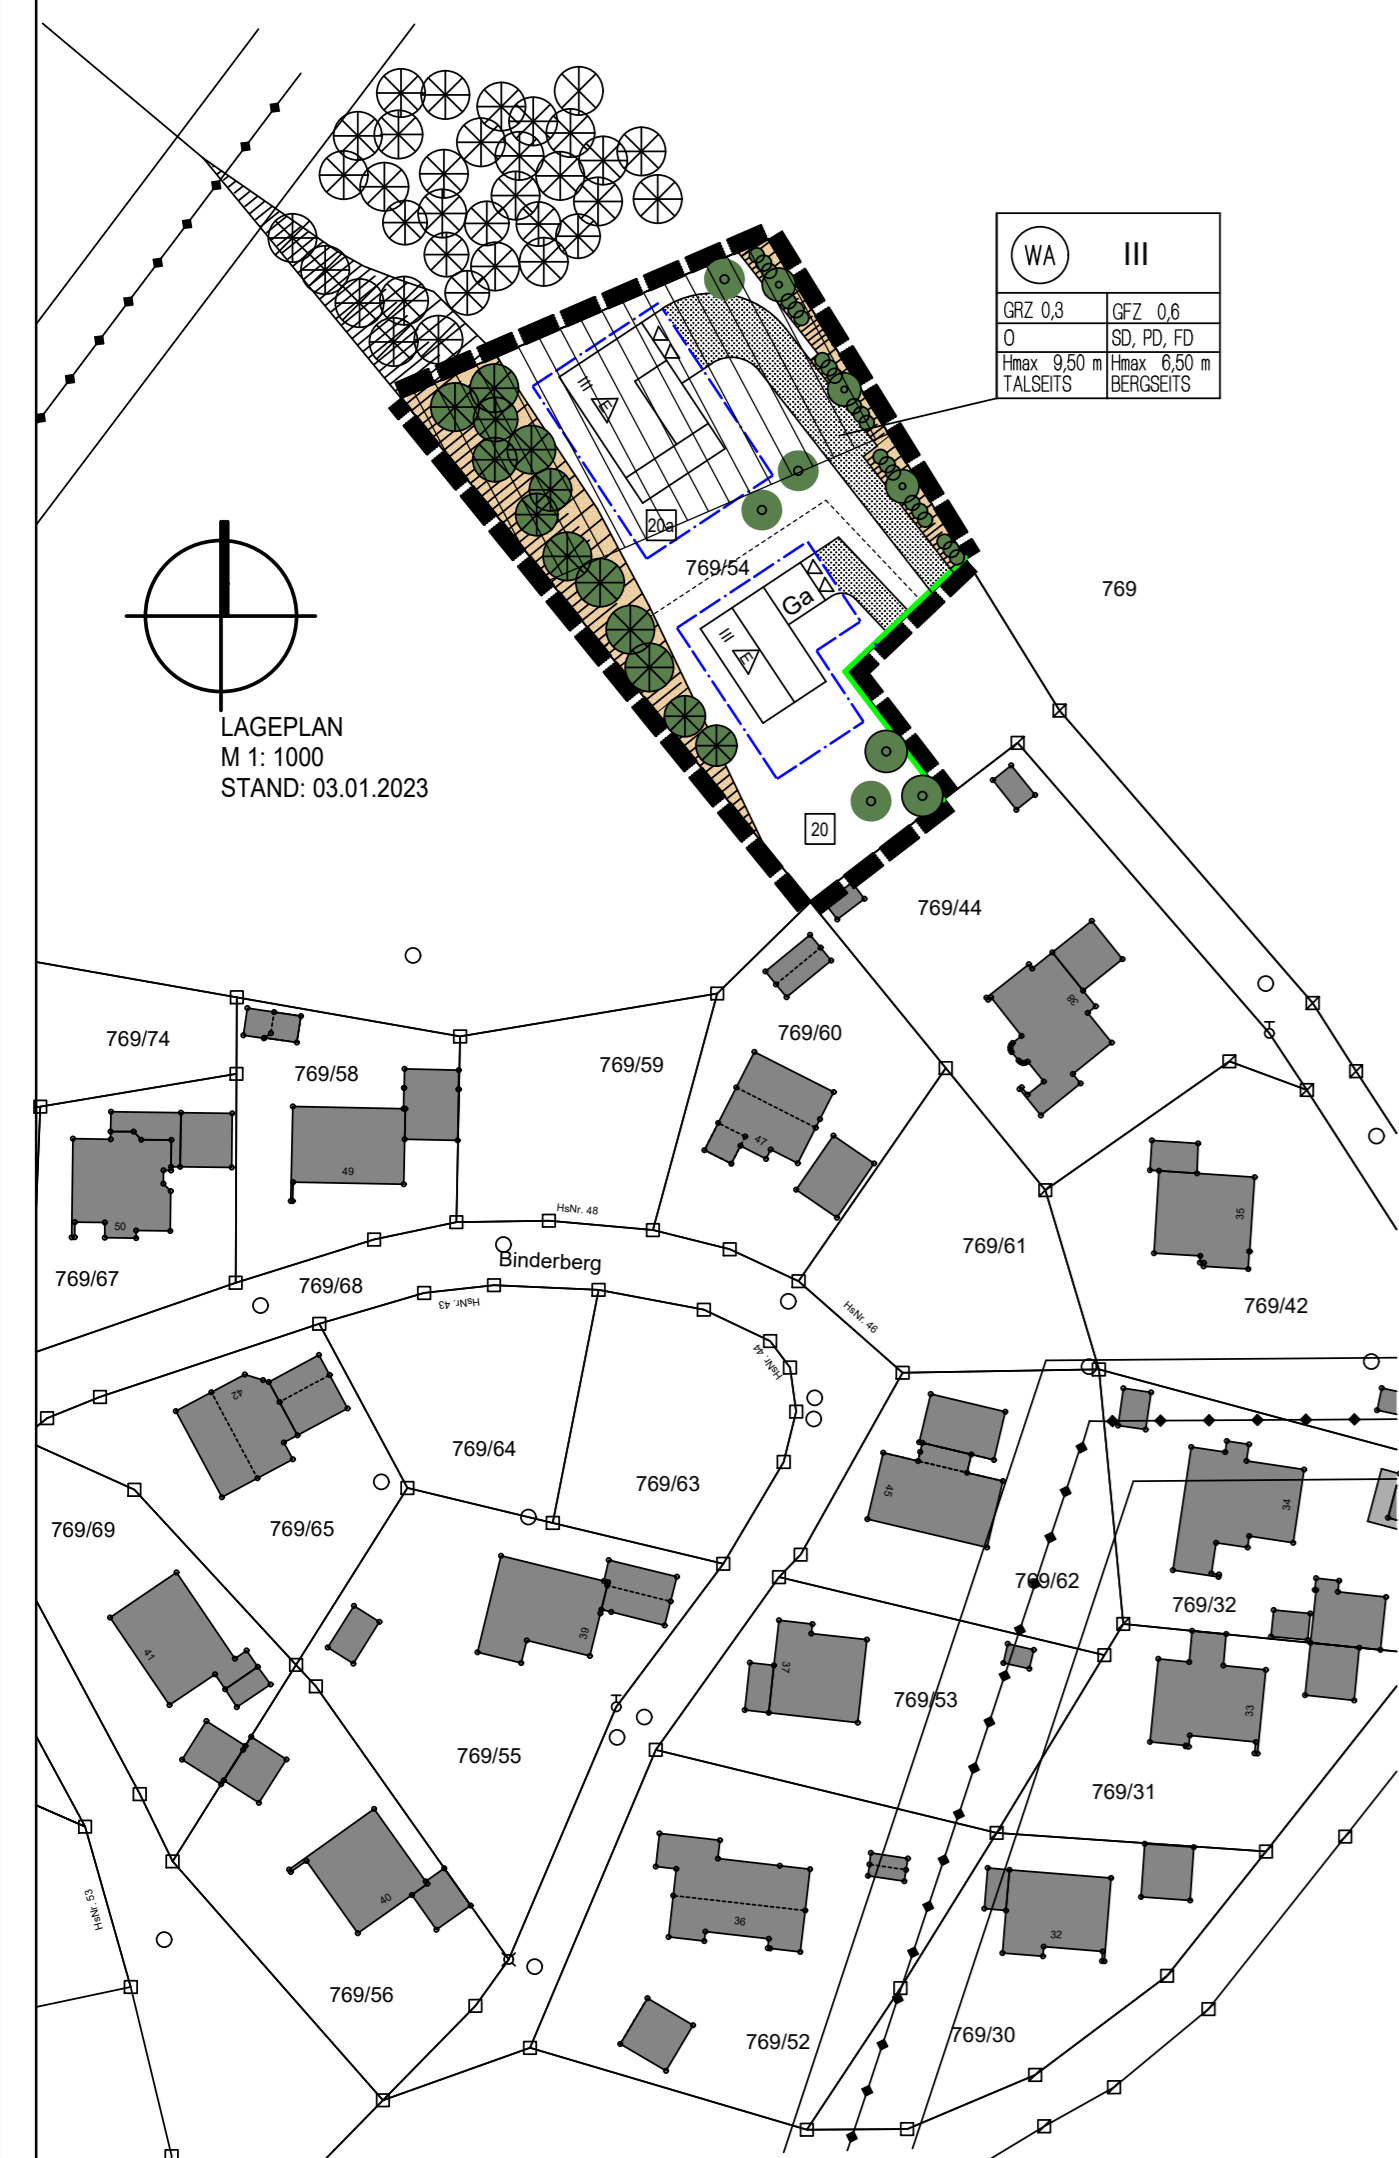 WA III
GRZ 0,3 GFZ 0,6
O SD, PD, FD
Hmax 9,50 m Hmax 6,50 m
TALSEITS BERGSEITS
III E
20a
769/54
769
Ga
III E
LAGEPLAN
M 1: 1000
STAND: 03.01.2023
20
769/44
38
769/74
769/58
769/59
769/60
47
49
50
35
HsNr. 48
Binderberg
769/61
769/67
769/68
769/42
HsNr. 43
HsNr. 46
HsNr. 44
42
769/64
769/63
45
34
769/69
769/65
769/62
769/32
41
39
37
769/53
33
769/55
769/31
HsNr. 53
40
36
32
769/56
769/52
769/30